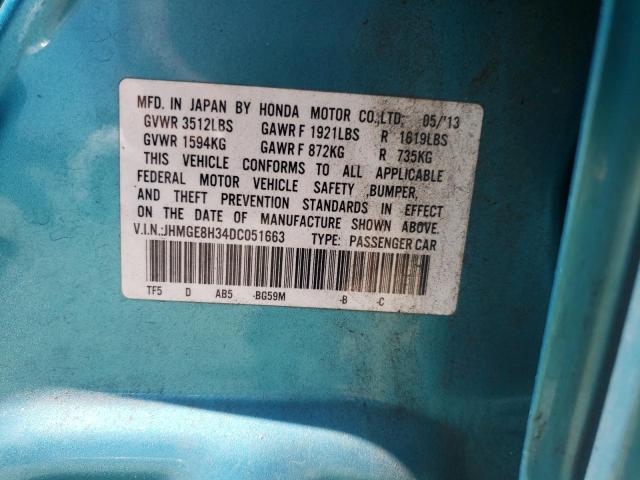 MFD. IN JAPAN BY HONDA MOTOR CO.,LTD. 05/'13
GVWR 3512LBS GAWR F 1921LBS R 1619LBS
GVWR 1594KG GAWR F 872KG R 735KG
THIS VEHICLE CONFORMS TO ALL APPLICABLE
FEDERAL MOTOR VEHICLE SAFETY ,BUMPER,
AND THEFT PREVENTION STANDARDS IN EFFECT
ON THE DATE OF MANUFACTURE SHOWN ABOVE.
V.I.N.:JHMGE8H34DC051663 TYPE: PASSENGER CAR
TF5 D AB5 -BG59M -B -C